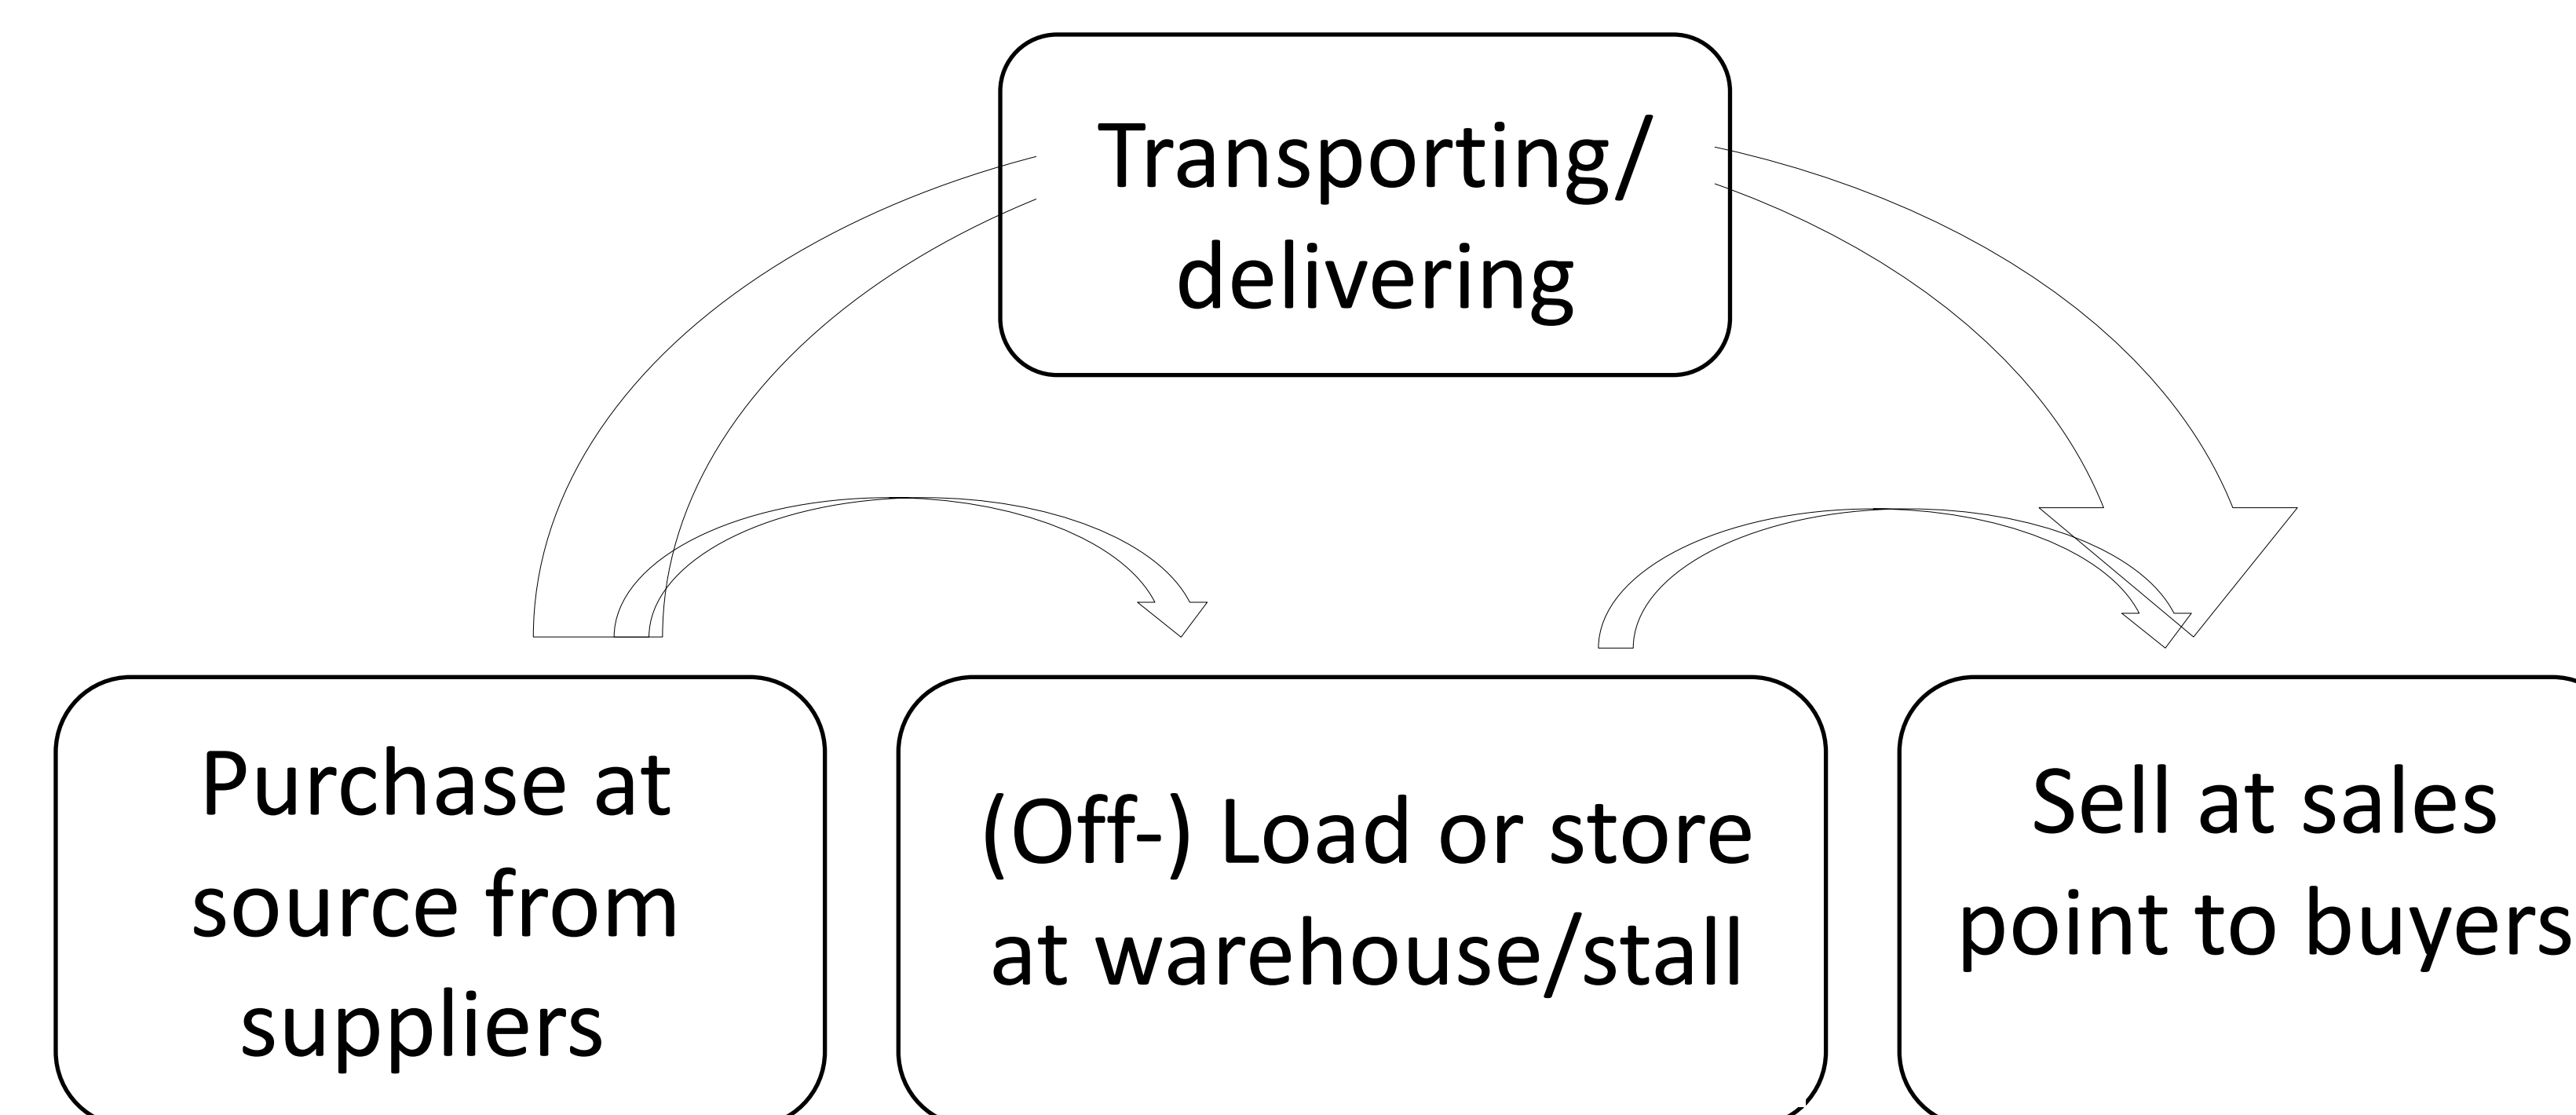 Transporting/
delivering
Purchase at
source from
suppliers
(Off-) Load or store
at warehouse/stall
Sell at sales
point to buyers